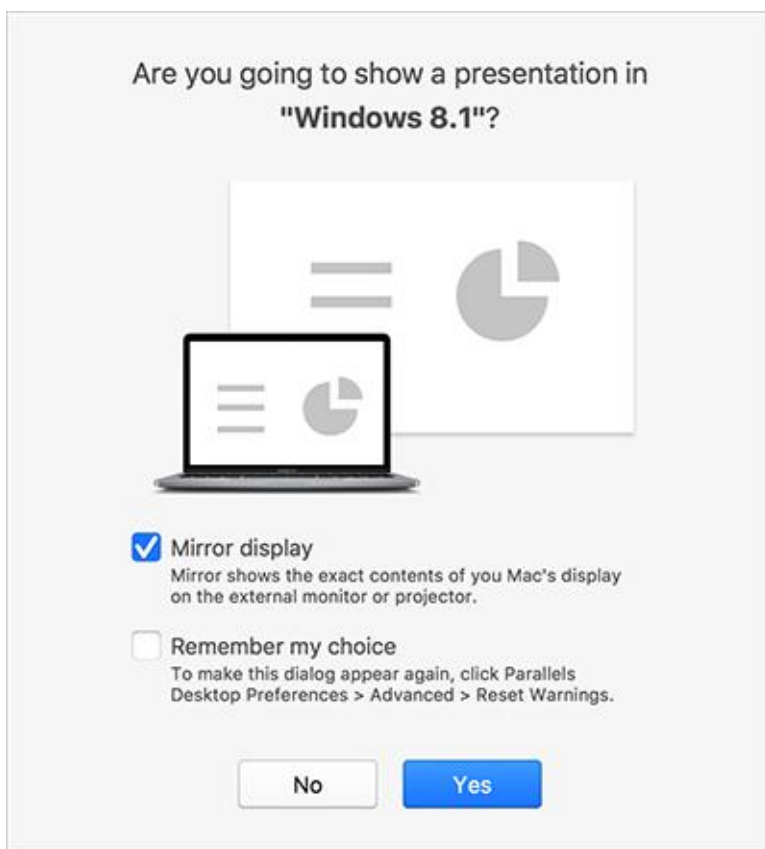 Are you going to show a presentation in
"Windows 8.1"?
Mirror display
Mirror shows the exact contents of you Mac's display
on the external monitor or projector.
Remember my choice
To make this dialog appear again, click Parallels
Desktop Preferences > Advanced > Reset Warnings.
No
Yes